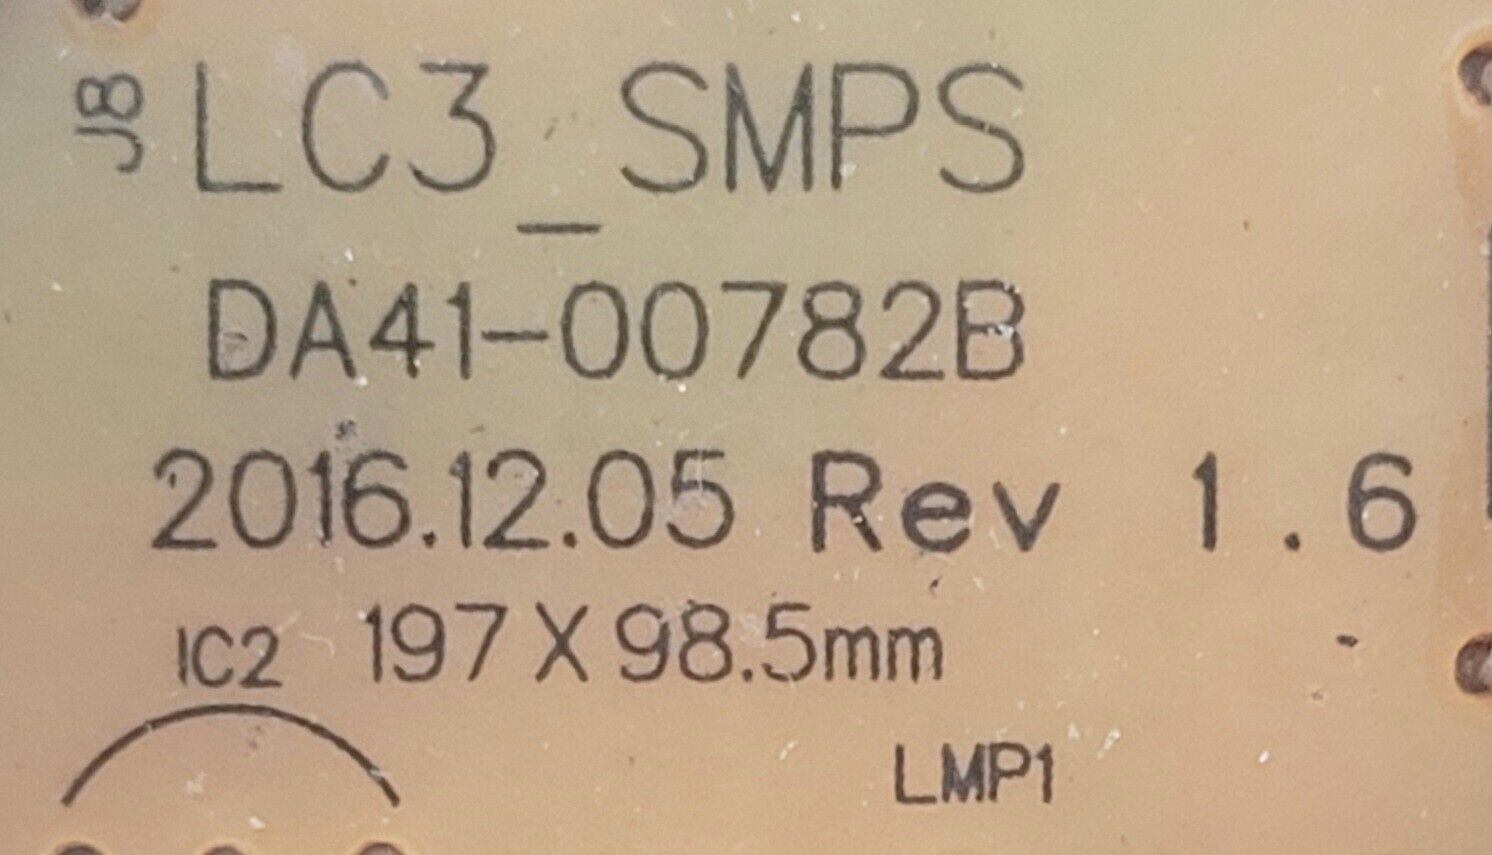 J8
LC3_SMPS
DA41-00782B
2016.12.05 Rev 1.6
IC2 197 X 98.5mm
LMP1